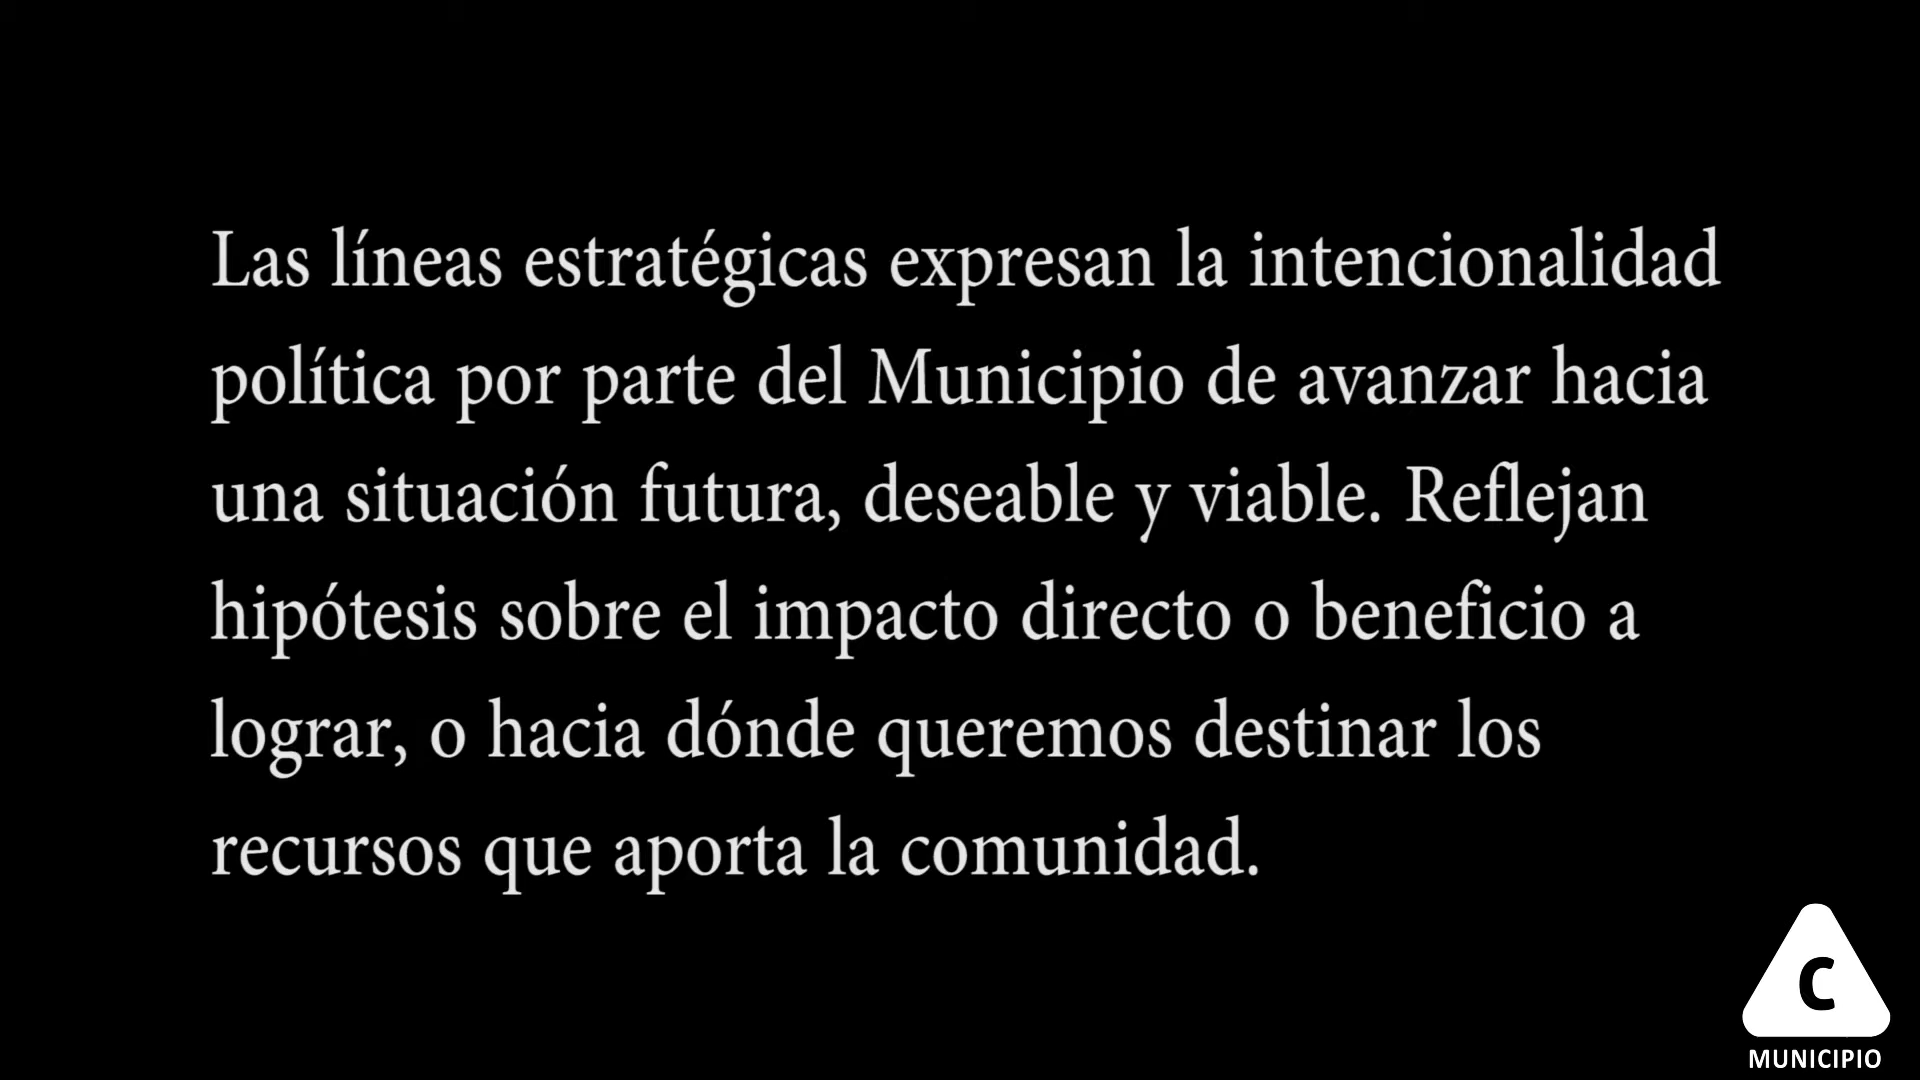 Las líneas estratégicas expresan la intencionalidad
política por parte del Municipio de avanzar hacia
una situación futura, deseable y viable. Reflejan
hipótesis sobre el impacto directo o beneficio a
lograr, o hacia dónde queremos destinar los
recursos que aporta la comunidad.
C
MUNICIPIO